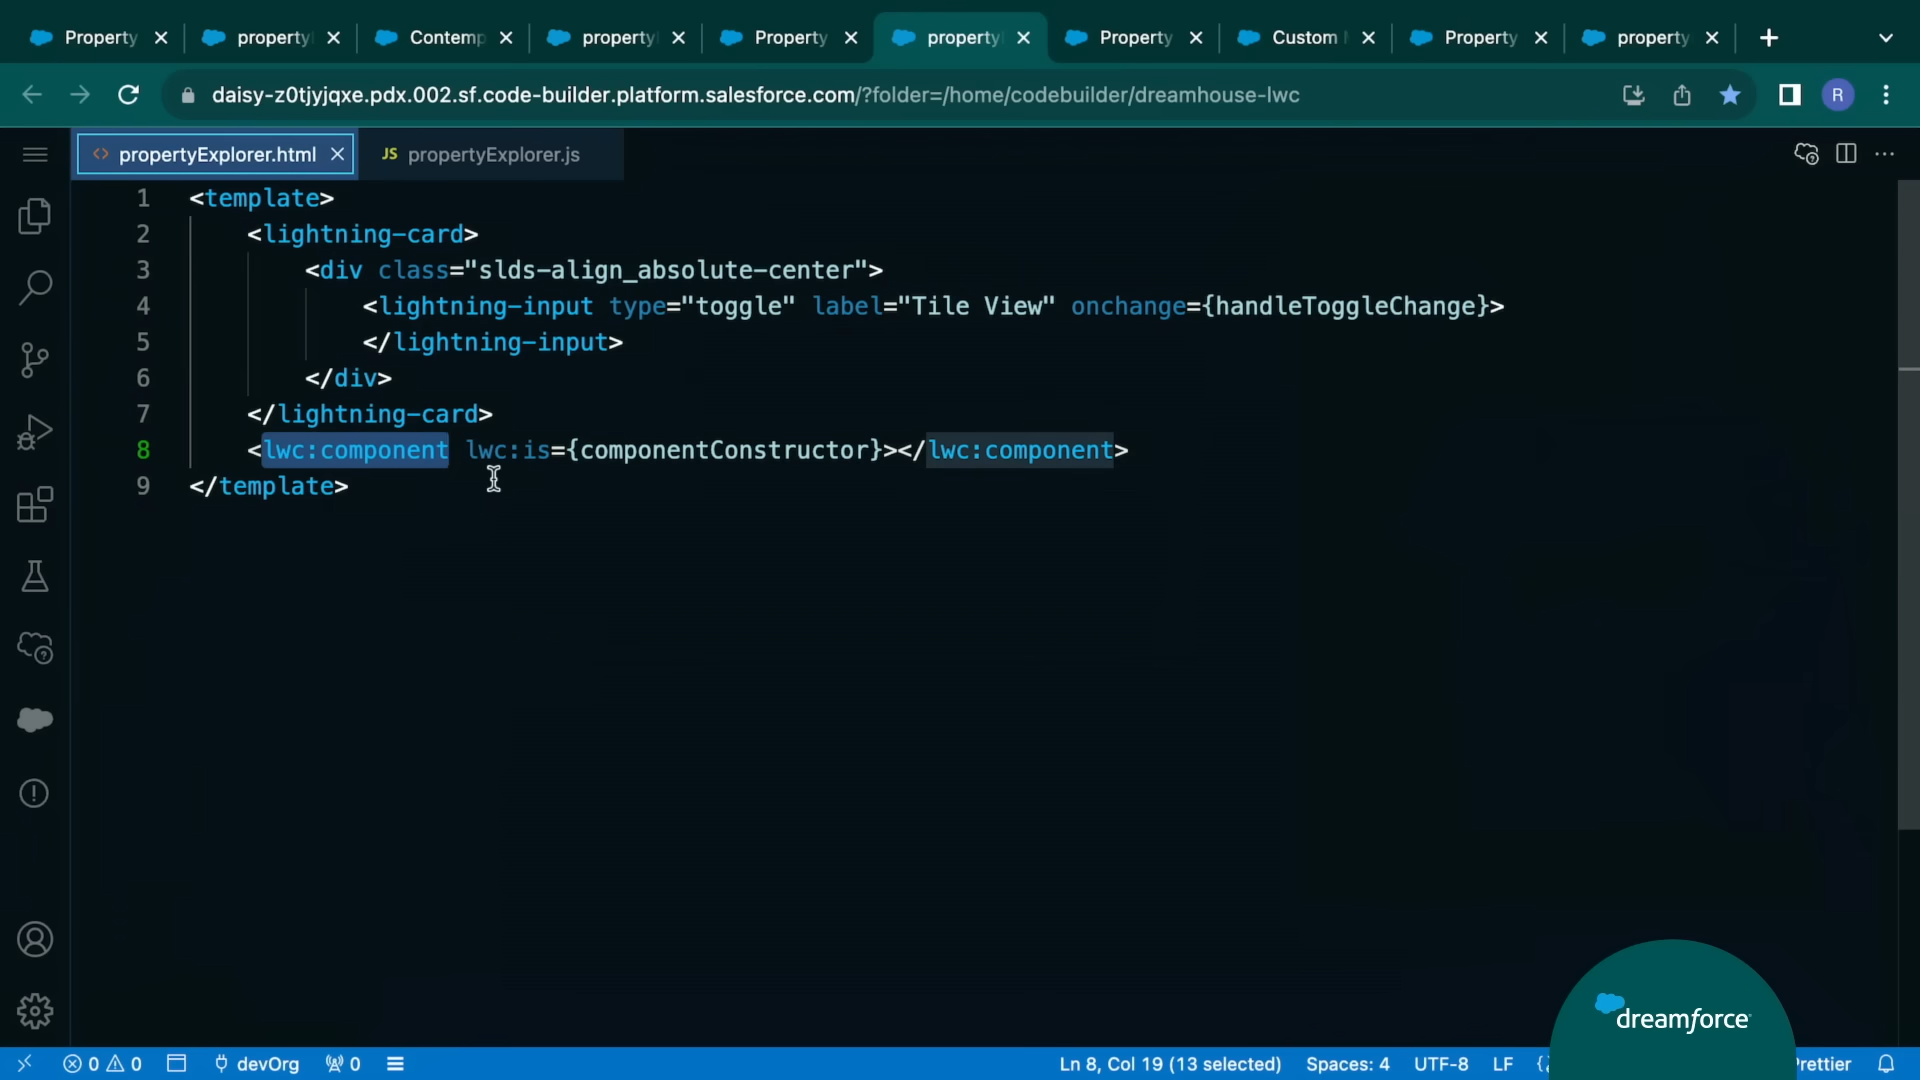 Property
property
Contemp
property
Property
property
Property
Custom
Property
property
daisy-z0tjyjqxe.pdx.002.sf.code-builder.platform.salesforce.com/?folder=/home/codebuilder/dreamhouse-lwc
R
<> propertyExplorer.html
JS propertyExplorer.js
1 <template>
2 <lightning-card>
3 <div class="slds-align_absolute-center">
4 <lightning-input type="toggle" label="Tile View" onchange={handleToggleChange}>
5 </lightning-input>
6 </div>
7 </lightning-card>
8 <lwc:component lwc:is={componentConstructor}></lwc:component>
9 </template>
dreamforce
0 0 devOrg 0 Ln 8, Col 19 (13 selected) Spaces: 4 UTF-8 LF { rettier